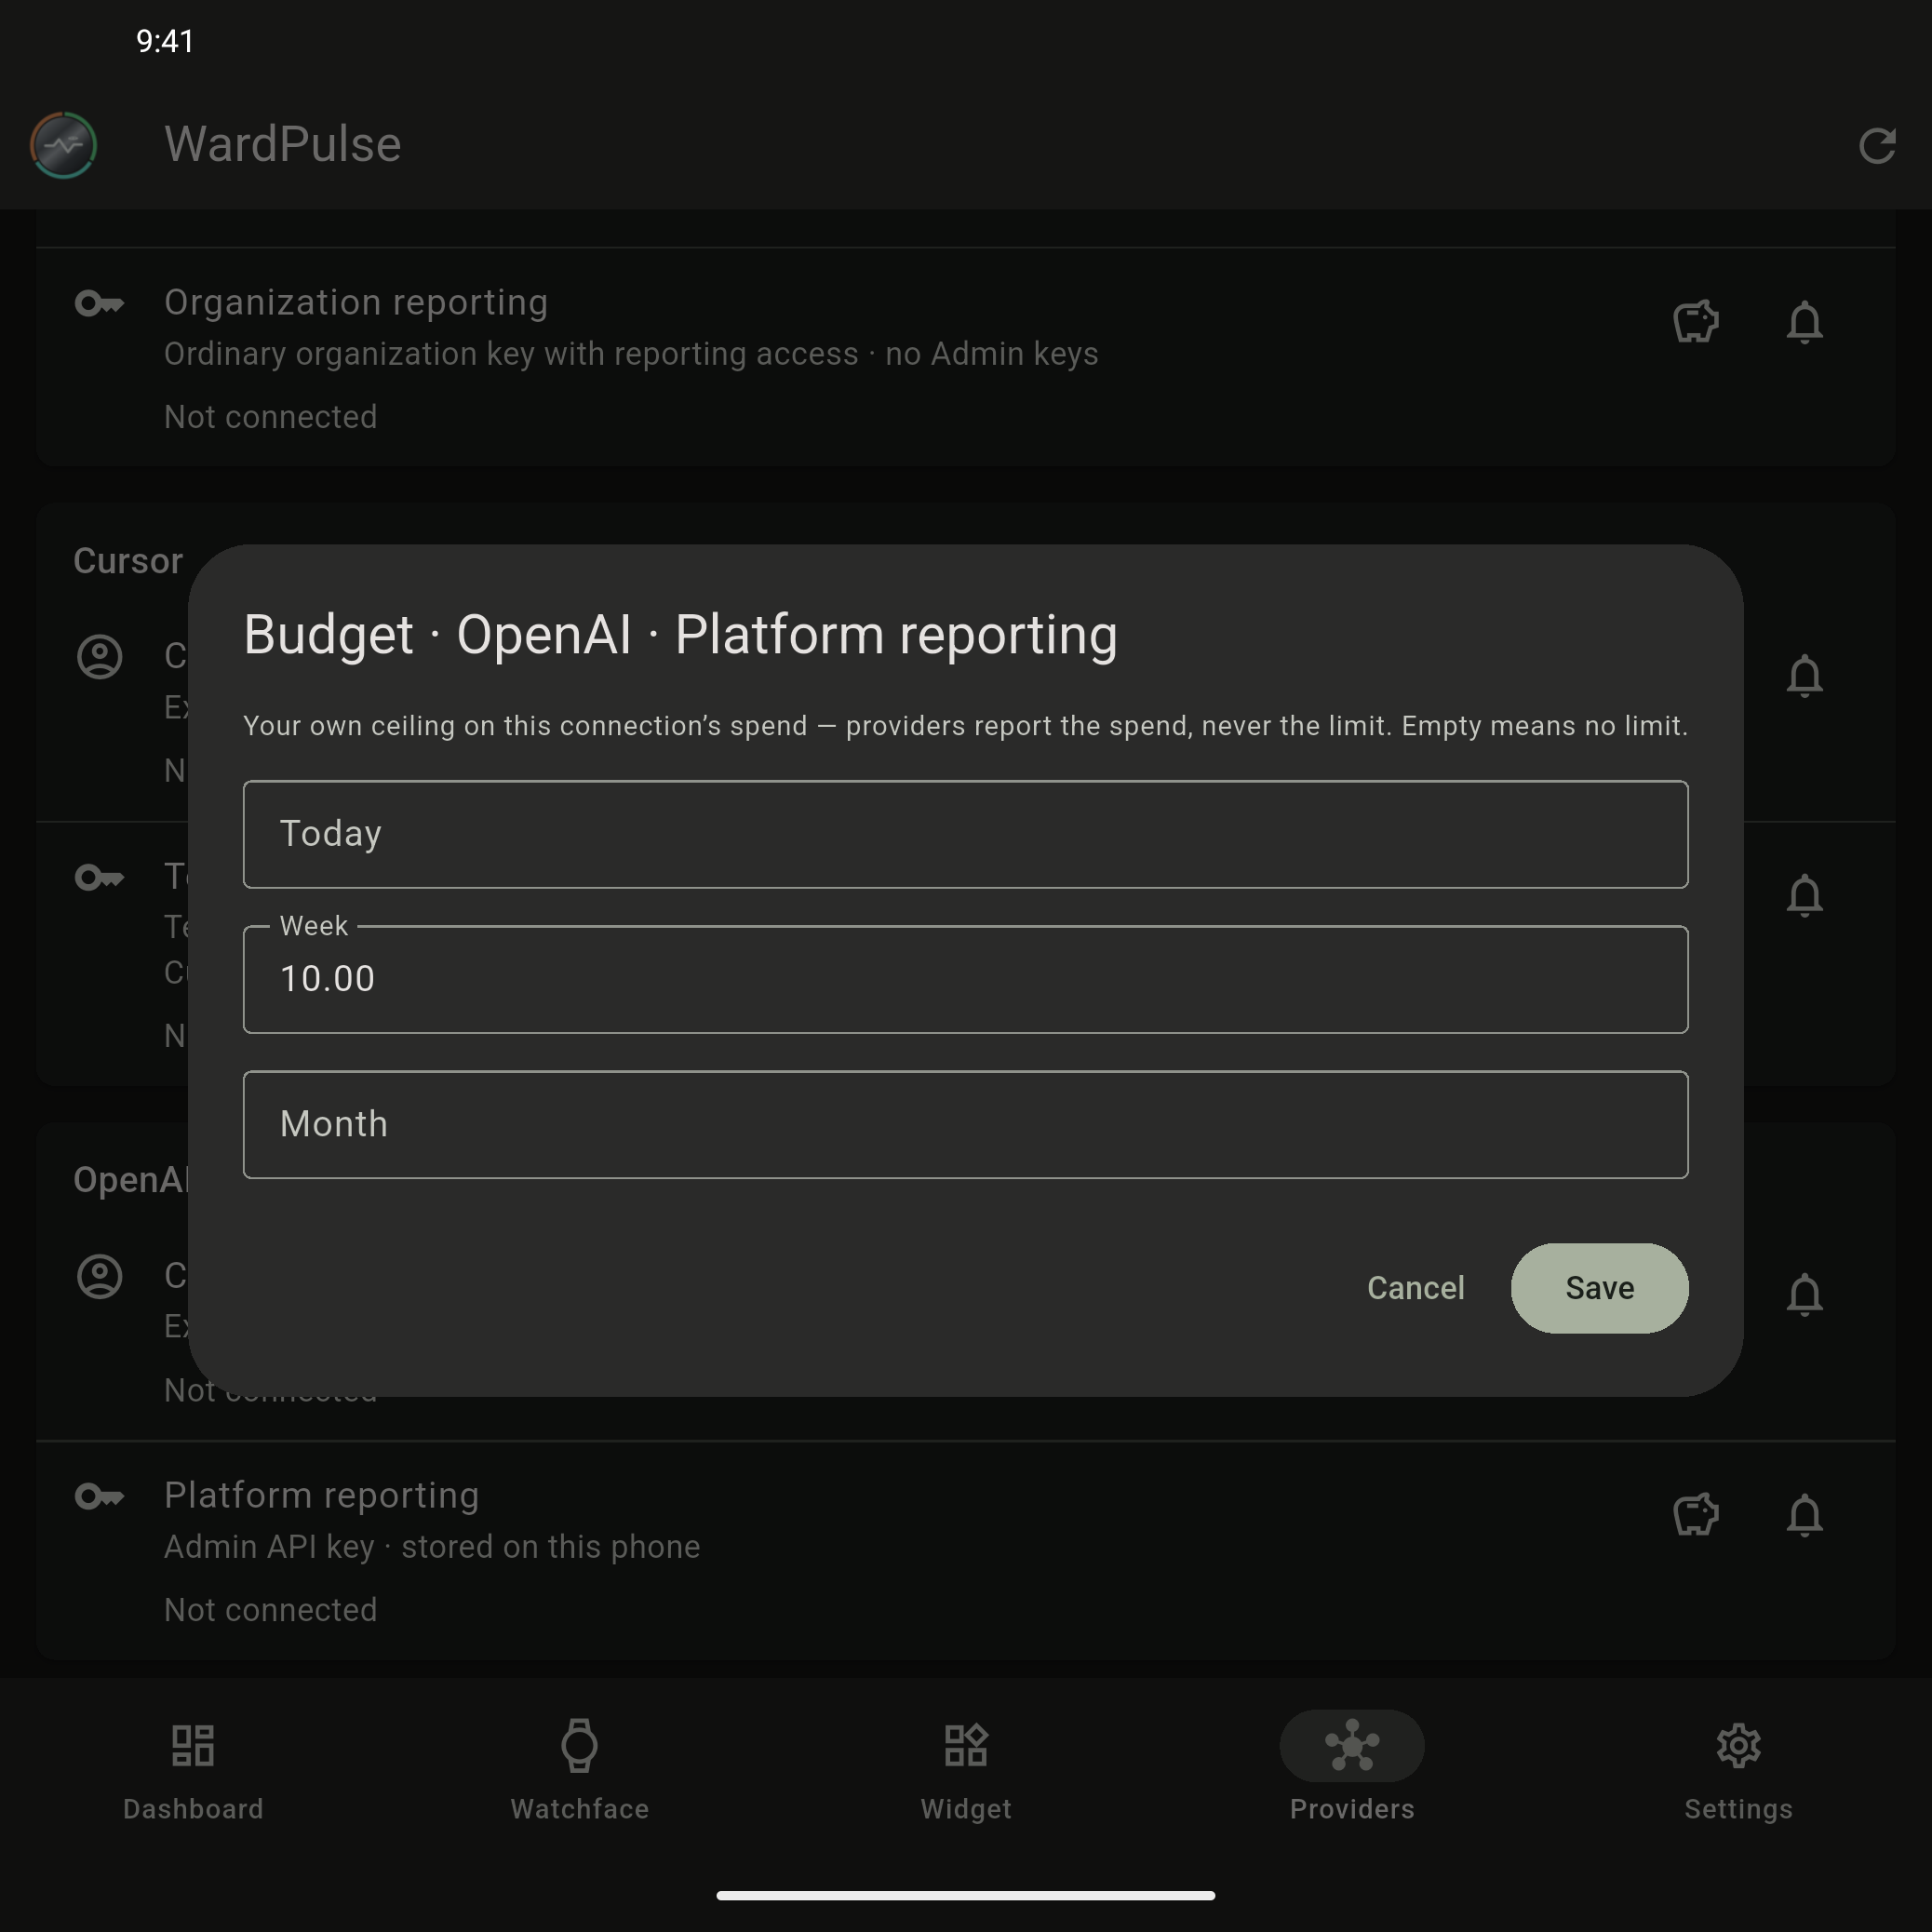 9:41
WardPulse
Organization reporting
Ordinary organization key with reporting access · no Admin keys
Not connected
Cursor
Budget · OpenAI · Platform reporting
Your own ceiling on this connection’s spend — providers report the spend, never the limit. Empty means no limit.
Today
Week
10.00
Month
OpenAI
Cancel
Save
Not connected
Platform reporting
Admin API key · stored on this phone
Not connected
Dashboard
Watchface
Widget
Providers
Settings